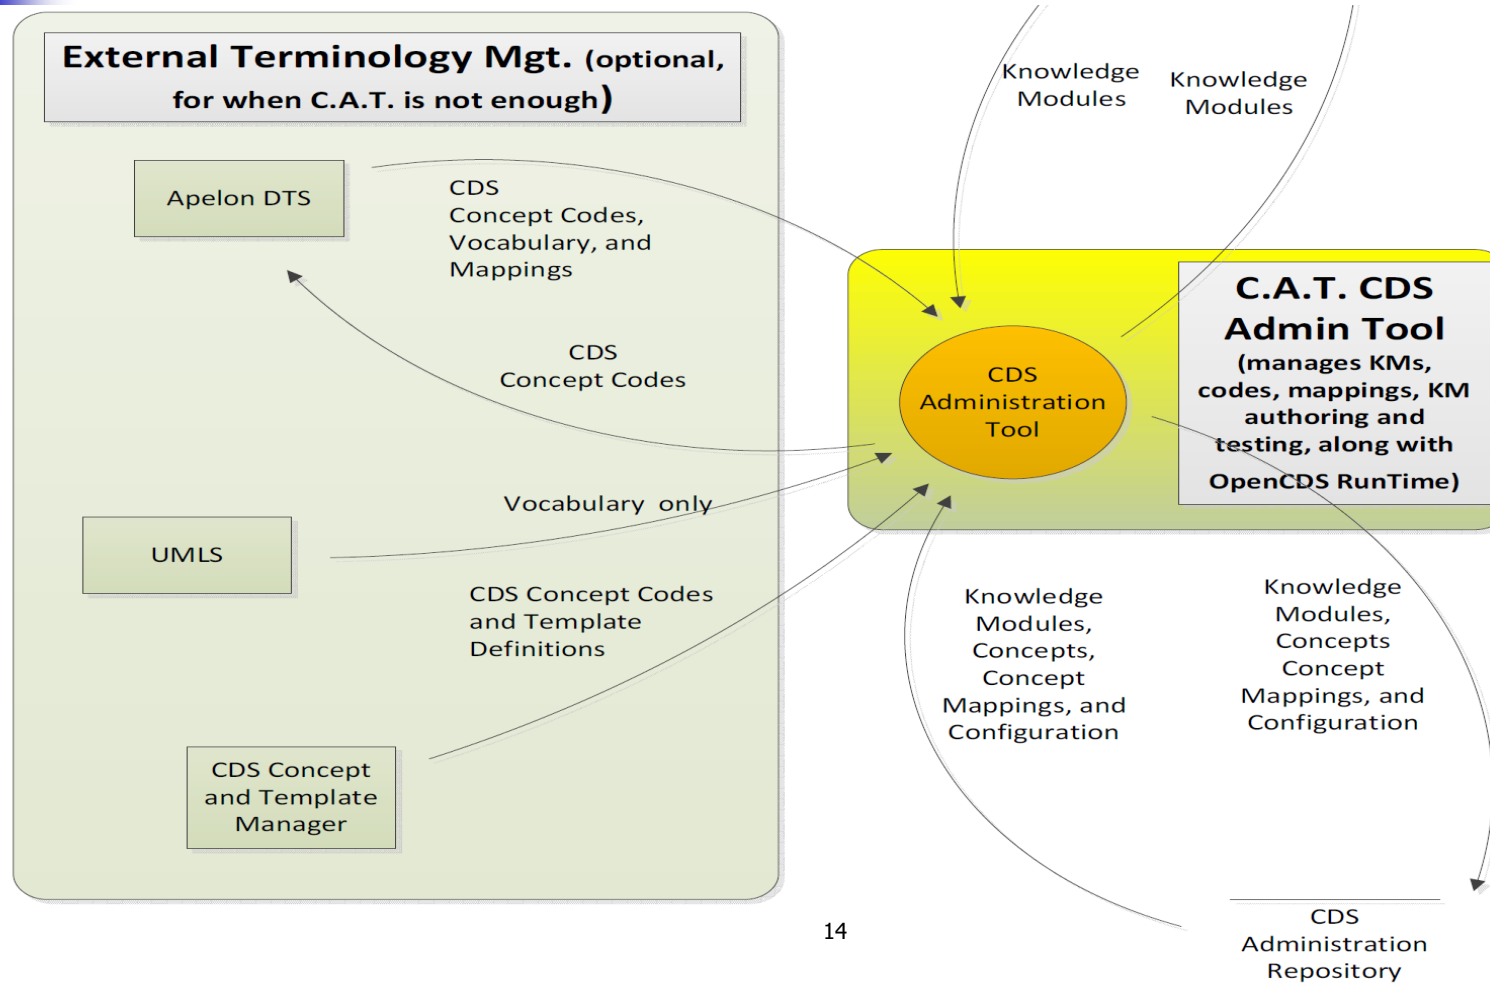 External Terminology Mgt. (optional,
for when C.A.T. is not enough)
Apelon DTS
CDS
Concept Codes,
Vocabulary, and
Mappings
CDS
Concept Codes
Vocabulary only
UMLS
CDS Concept Codes
and Template
Definitions
CDS Concept
and Template
Manager
Knowledge
Modules
Knowledge
Modules
CDS
Administration
Tool
C.A.T. CDS
Admin Tool
(manages KMs,
codes, mappings, KM
authoring and
testing, along with
OpenCDS RunTime)
Knowledge
Modules,
Concepts,
Concept
Mappings, and
Configuration
Knowledge
Modules,
Concepts
Concept
Mappings, and
Configuration
CDS
Administration
Repository
14